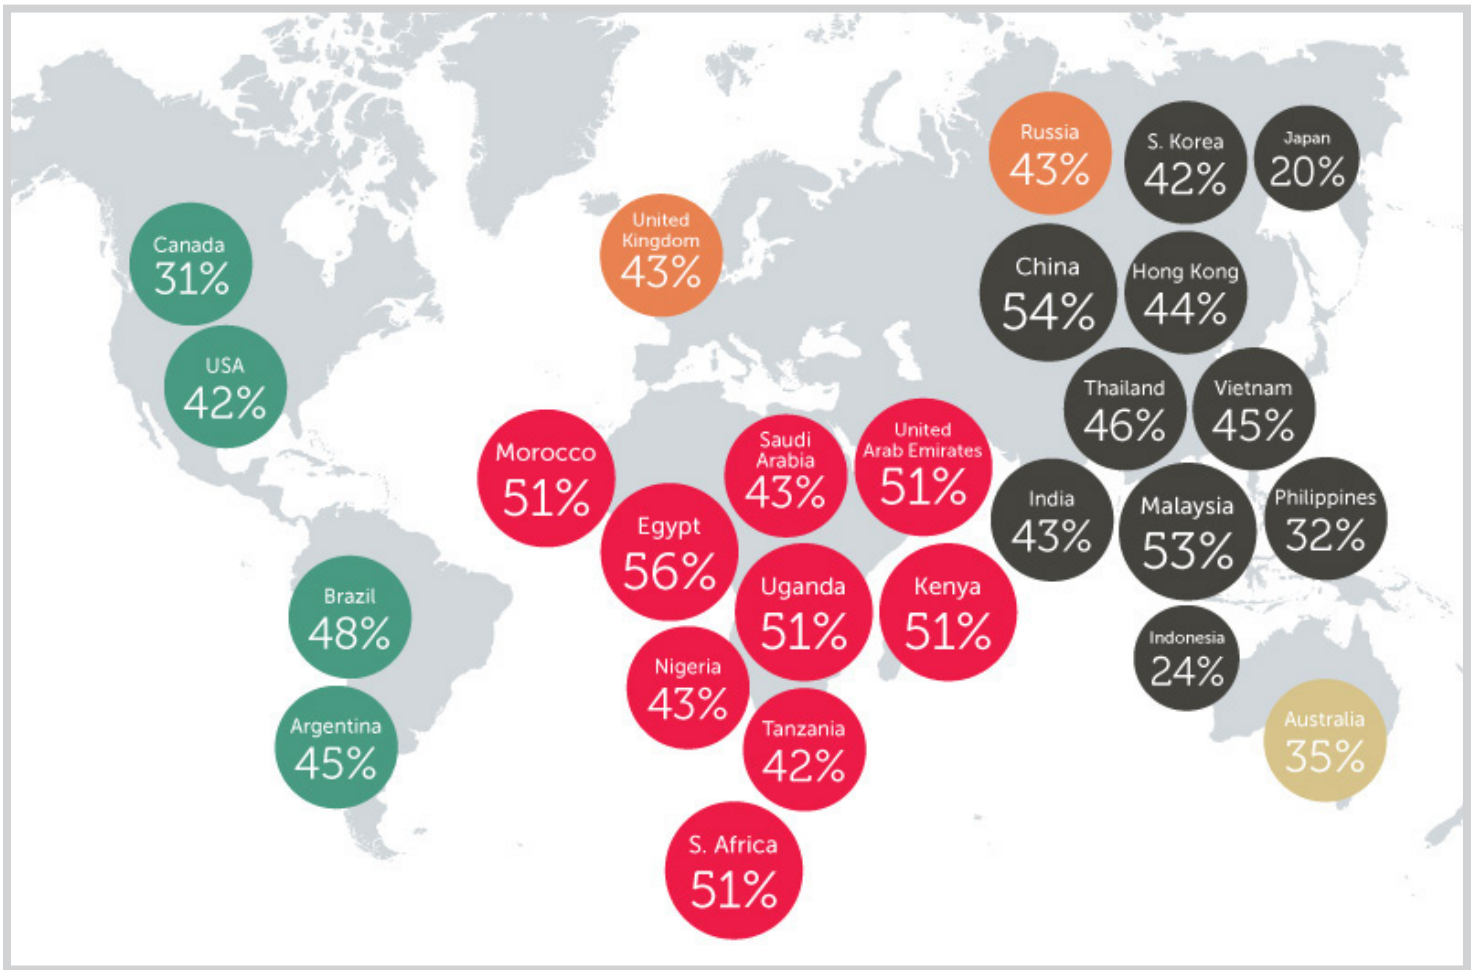 Canada
31%
USA
42%
Brazil
48%
Argentina
45%
United
Kingdom
43%
Russia
43%
S. Korea
42%
Japan
20%
China
54%
Hong Kong
44%
Thailand
46%
Vietnam
45%
India
43%
Malaysia
53%
Philippines
32%
Indonesia
24%
Australia
35%
Morocco
51%
Egypt
56%
Saudi
Arabia
43%
United
Arab Emirates
51%
Uganda
51%
Kenya
51%
Nigeria
43%
Tanzania
42%
S. Africa
51%